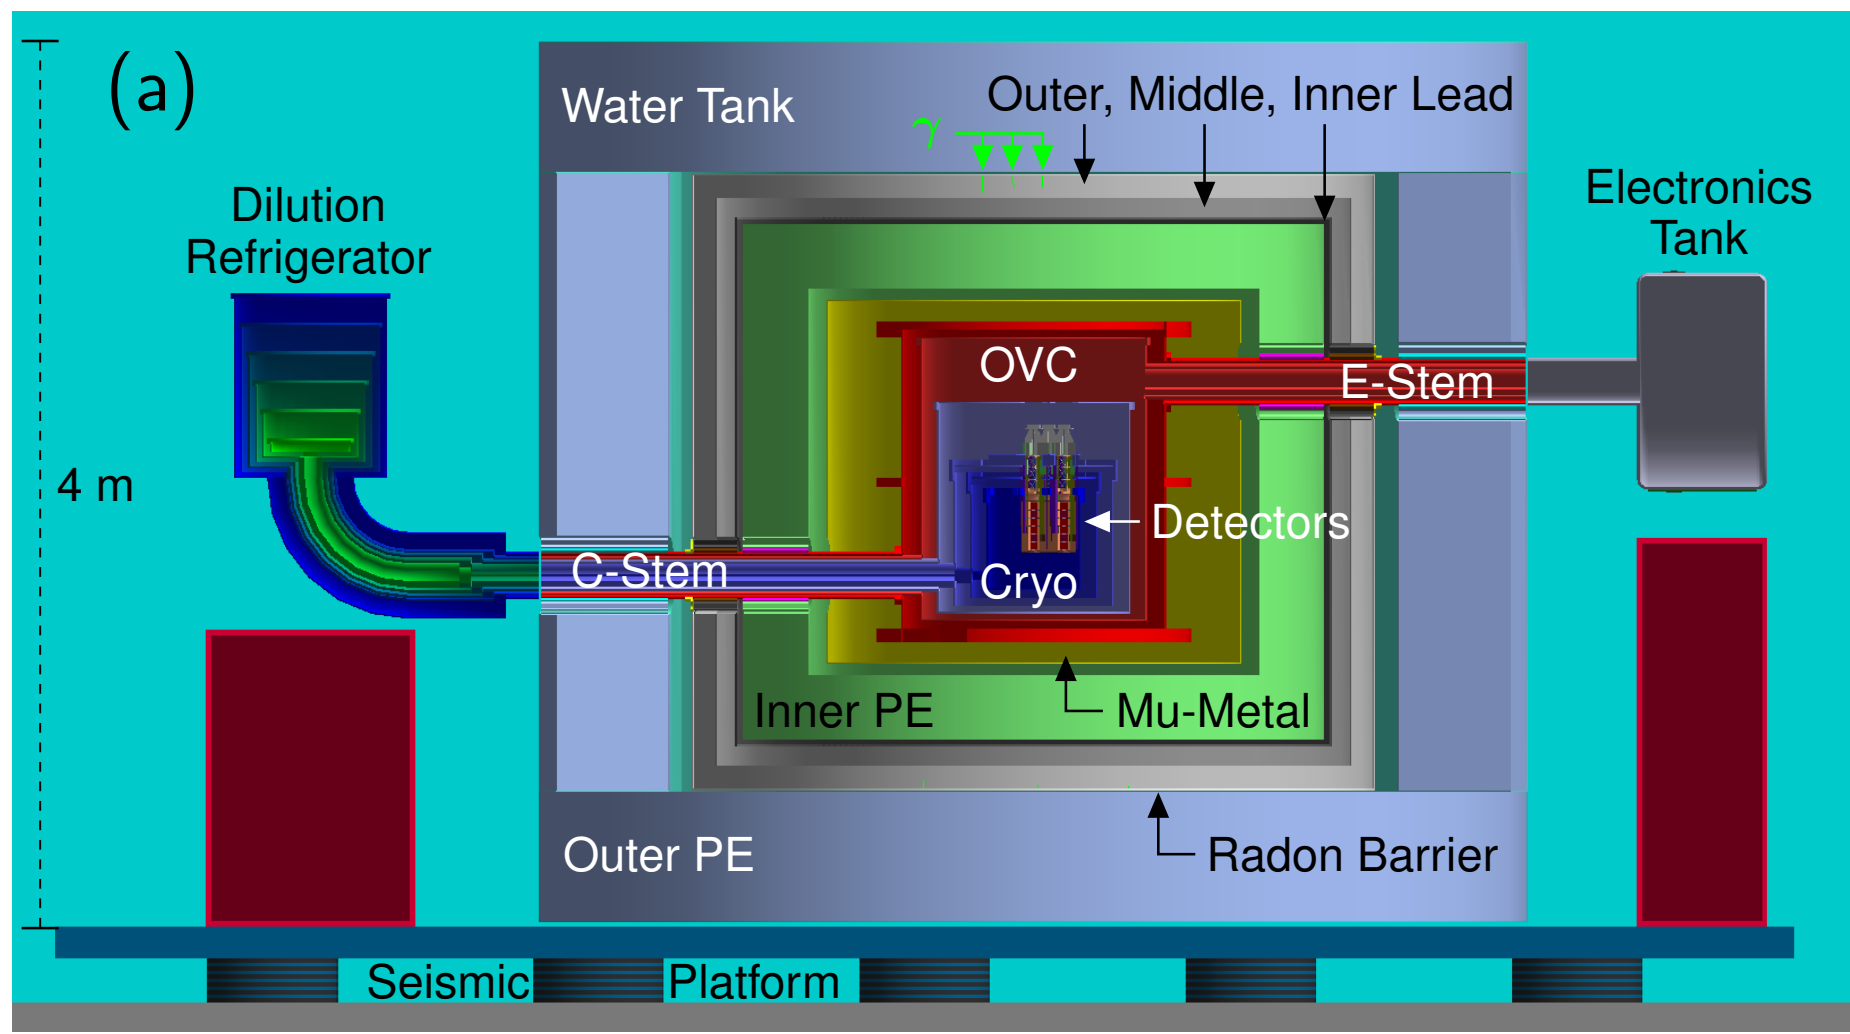 (a)
Water Tank
Outer, Middle, Inner Lead
γ
Dilution
Refrigerator
Electronics
Tank
OVC
E-Stem
4 m
Detectors
C-Stem
Cryo
Inner PE
Mu-Metal
Outer PE
Radon Barrier
Seismic Platform